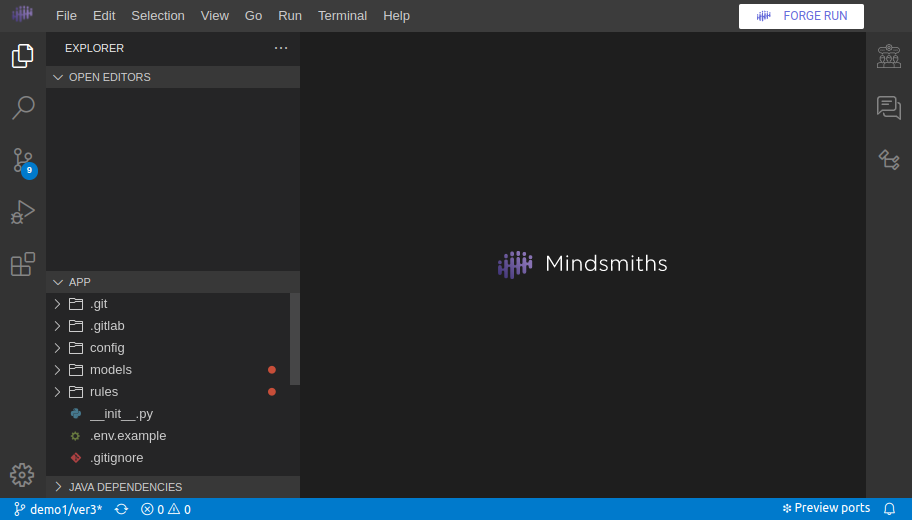 File Edit Selection View Go Run Terminal Help FORGE RUN
EXPLORER
OPEN EDITORS
9
Mindsmiths
APP
.git
.gitlab
config
models
rules
__init__.py
.env.example
.gitignore
JAVA DEPENDENCIES
demo1/ver3* 0 0 Preview ports